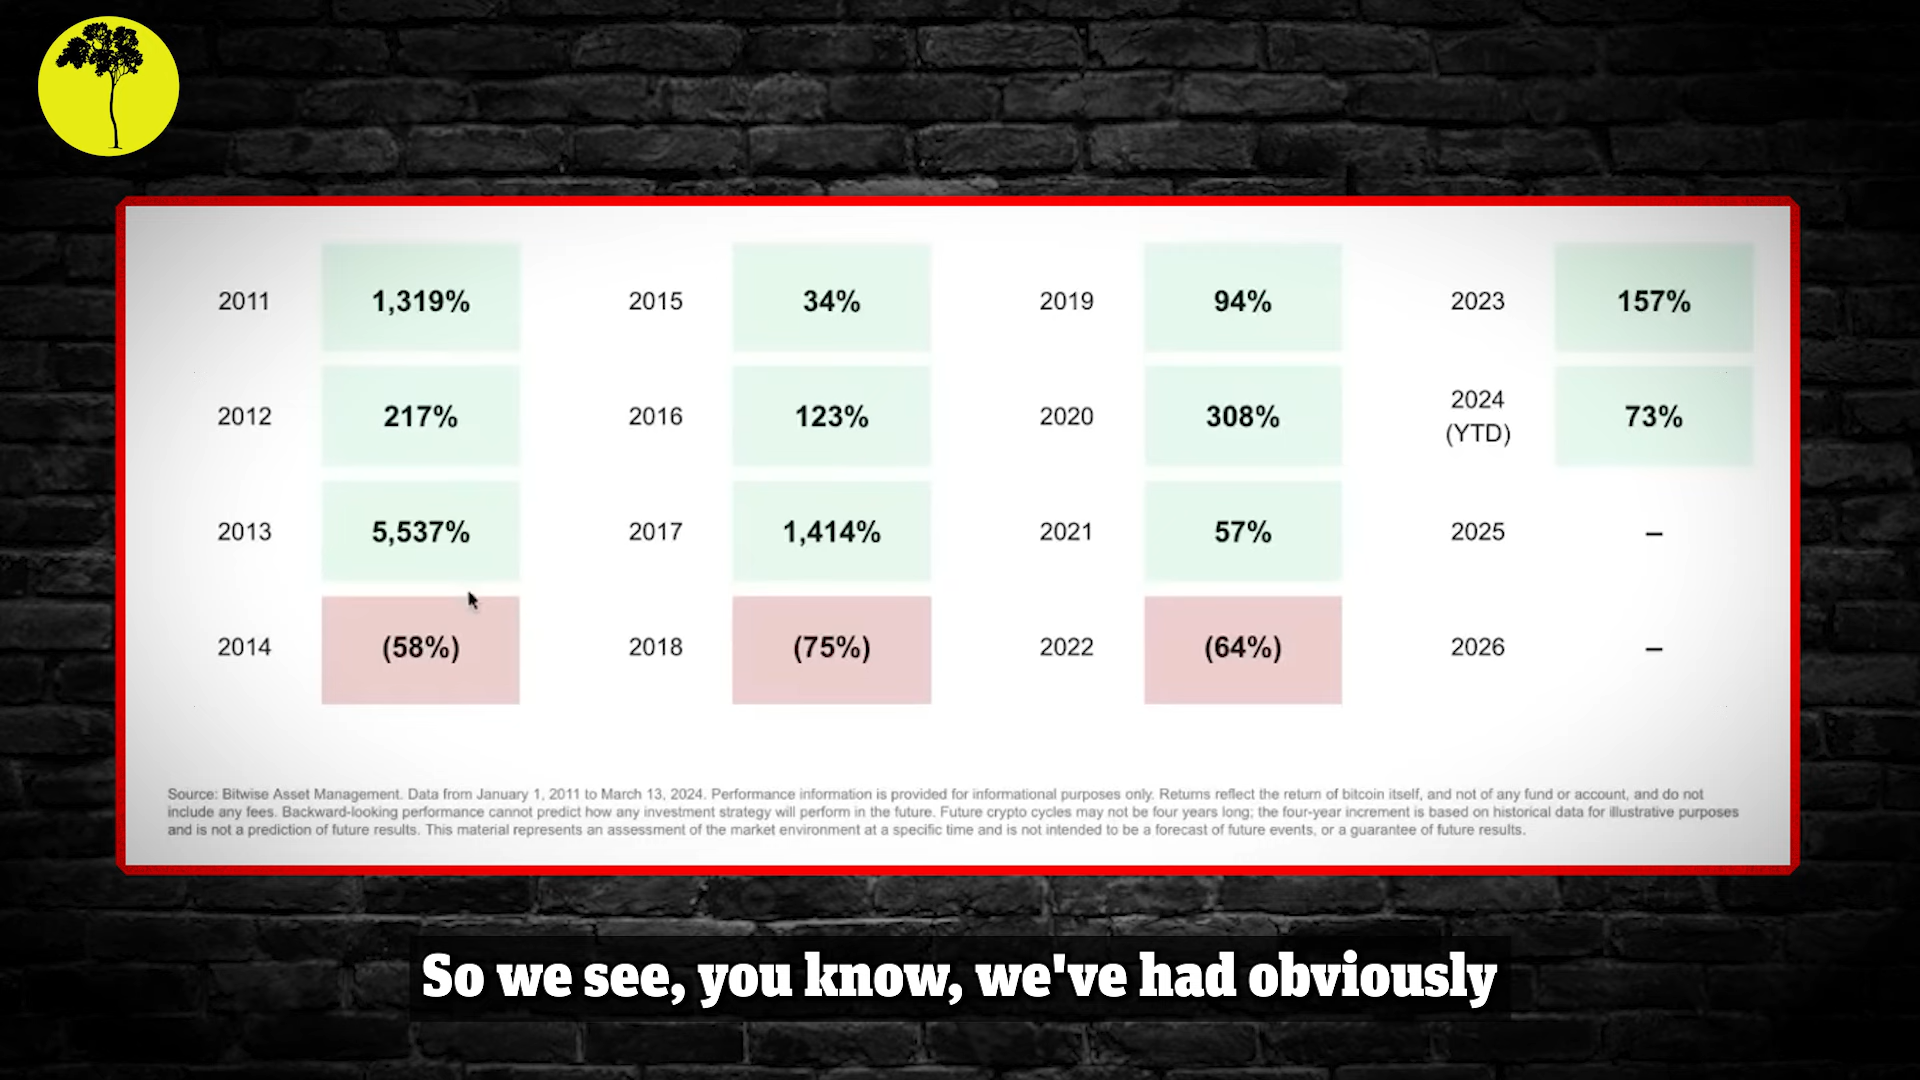 2011 1,319% 2015 34% 2019 94% 2023 157%
2012 217% 2016 123% 2020 308% 2024 (YTD) 73%
2013 5,537% 2017 1,414% 2021 57% 2025 –
2014 (58%) 2018 (75%) 2022 (64%) 2026 –
Source: Bitwise Asset Management. Data from January 1, 2011 to March 13, 2024. Performance information is provided for informational purposes only. Returns reflect the return of bitcoin itself, and not of any fund or account, and do not
include any fees. Backward-looking performance cannot predict how any investment strategy will perform in the future. Future crypto cycles may not be four years long; the four-year increment is based on historical data for illustrative purposes
and is not a prediction of future results. This material represents an assessment of the market environment at a specific time and is not intended to be a forecast of future events, or a guarantee of future results.
So we see, you know, we've had obviously